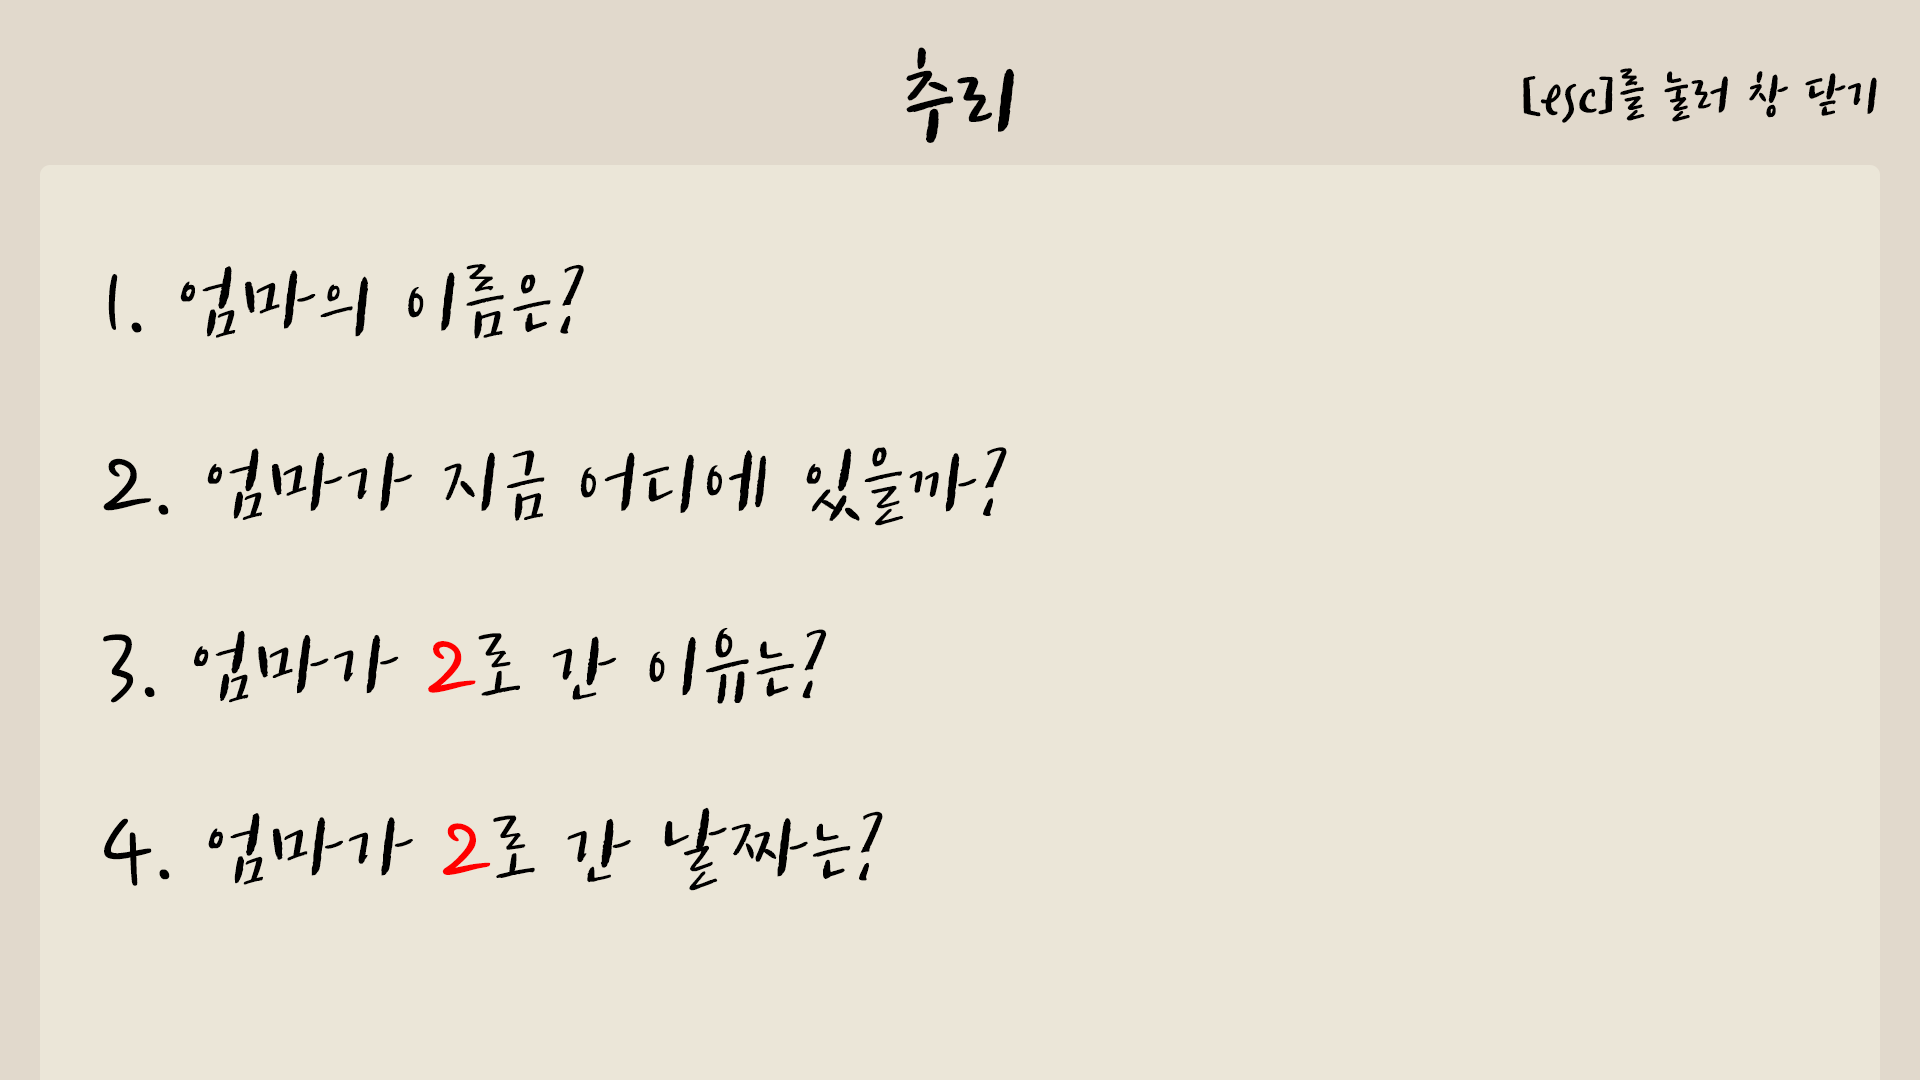 추리
[esc]를 눌러 창 닫기
1. 엄마의 이름은?
2. 엄마가 지금 어디에 있을까?
3. 엄마가 2로 간 이유는?
4. 엄마가 2로 간 날짜는?